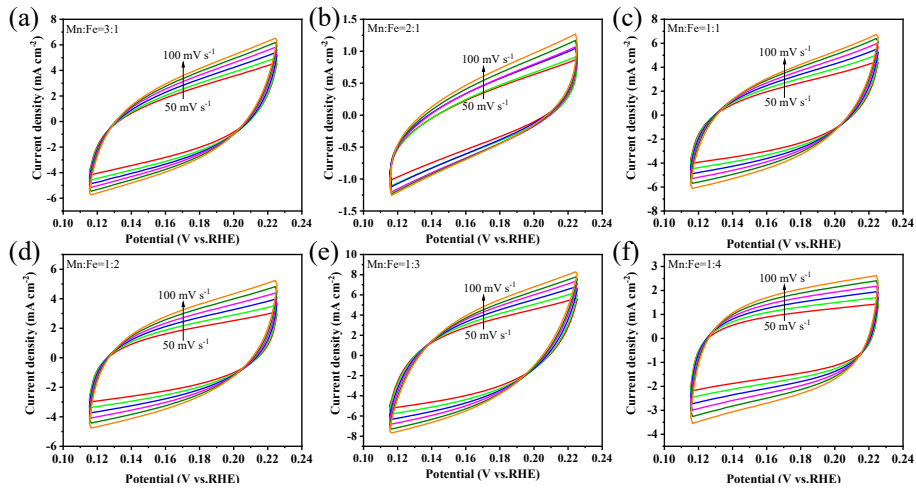 (a)
Mn:Fe=3:1
100 mV s⁻¹
50 mV s⁻¹
Current density (mA cm⁻²)
6
4
2
0
-2
-4
-6
0.10 0.12 0.14 0.16 0.18 0.20 0.22 0.24
Potential (V vs.RHE)
(b)
Mn:Fe=2:1
100 mV s⁻¹
50 mV s⁻¹
Current density (mA cm⁻²)
1.5
1.0
0.5
0.0
-0.5
-1.0
-1.5
0.10 0.12 0.14 0.16 0.18 0.20 0.22 0.24
Potential (V vs.RHE)
(c)
Mn:Fe=1:1
100 mV s⁻¹
50 mV s⁻¹
Current density (mA cm⁻²)
8
6
4
2
0
-2
-4
-6
-8
0.10 0.12 0.14 0.16 0.18 0.20 0.22 0.24
Potential (V vs.RHE)
(d)
Mn:Fe=1:2
100 mV s⁻¹
50 mV s⁻¹
Current density (mA cm⁻²)
6
4
2
0
-2
-4
-6
0.10 0.12 0.14 0.16 0.18 0.20 0.22 0.24
Potential (V vs.RHE)
(e)
Mn:Fe=1:3
100 mV s⁻¹
50 mV s⁻¹
Current density (mA cm⁻²)
10
8
6
4
2
0
-2
-4
-6
-8
0.10 0.12 0.14 0.16 0.18 0.20 0.22 0.24
Potential (V vs.RHE)
(f)
Mn:Fe=1:4
100 mV s⁻¹
50 mV s⁻¹
Current density (mA cm⁻²)
3
2
1
0
-1
-2
-3
-4
0.10 0.12 0.14 0.16 0.18 0.20 0.22 0.24
Potential (V vs.RHE)